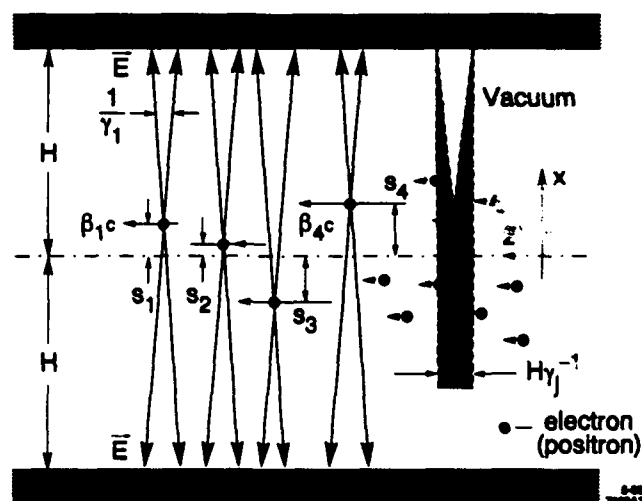 E
1
γ₁
H
β₁c
s₁
s₂
s₃
β₄c
s₄
Vacuum
x
H
E
Hγⱼ⁻¹
electron
(positron)